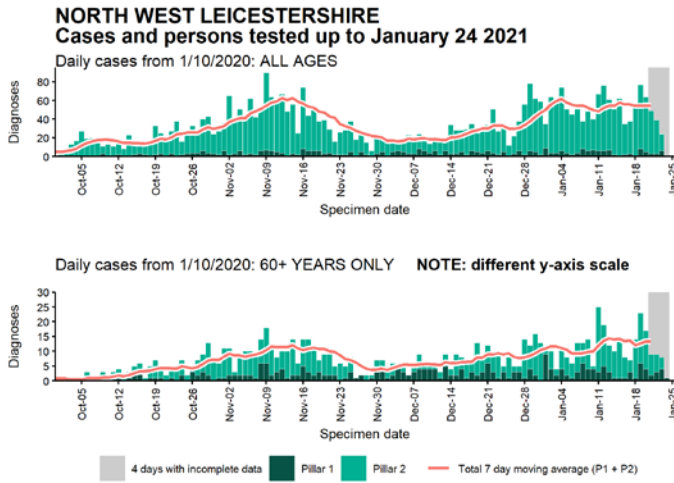 NORTH WEST LEICESTERSHIRE
Cases and persons tested up to January 24 2021
Daily cases from 1/10/2020: ALL AGES
Diagnoses
80
60
40
20
0
Oct-05
Oct-12
Oct-19
Oct-26
Nov-02
Nov-09
Nov-16
Nov-23
Nov-30
Dec-07
Dec-14
Dec-21
Dec-28
Jan-04
Jan-11
Jan-18
Jan-25
Specimen date
Daily cases from 1/10/2020: 60+ YEARS ONLY NOTE: different y-axis scale
Diagnoses
30
25
20
15
10
5
0
Oct-05
Oct-12
Oct-19
Oct-26
Nov-02
Nov-09
Nov-16
Nov-23
Nov-30
Dec-07
Dec-14
Dec-21
Dec-28
Jan-04
Jan-11
Jan-18
Jan-25
Specimen date
4 days with incomplete data Pillar 1 Pillar 2 Total 7 day moving average (P1 + P2)